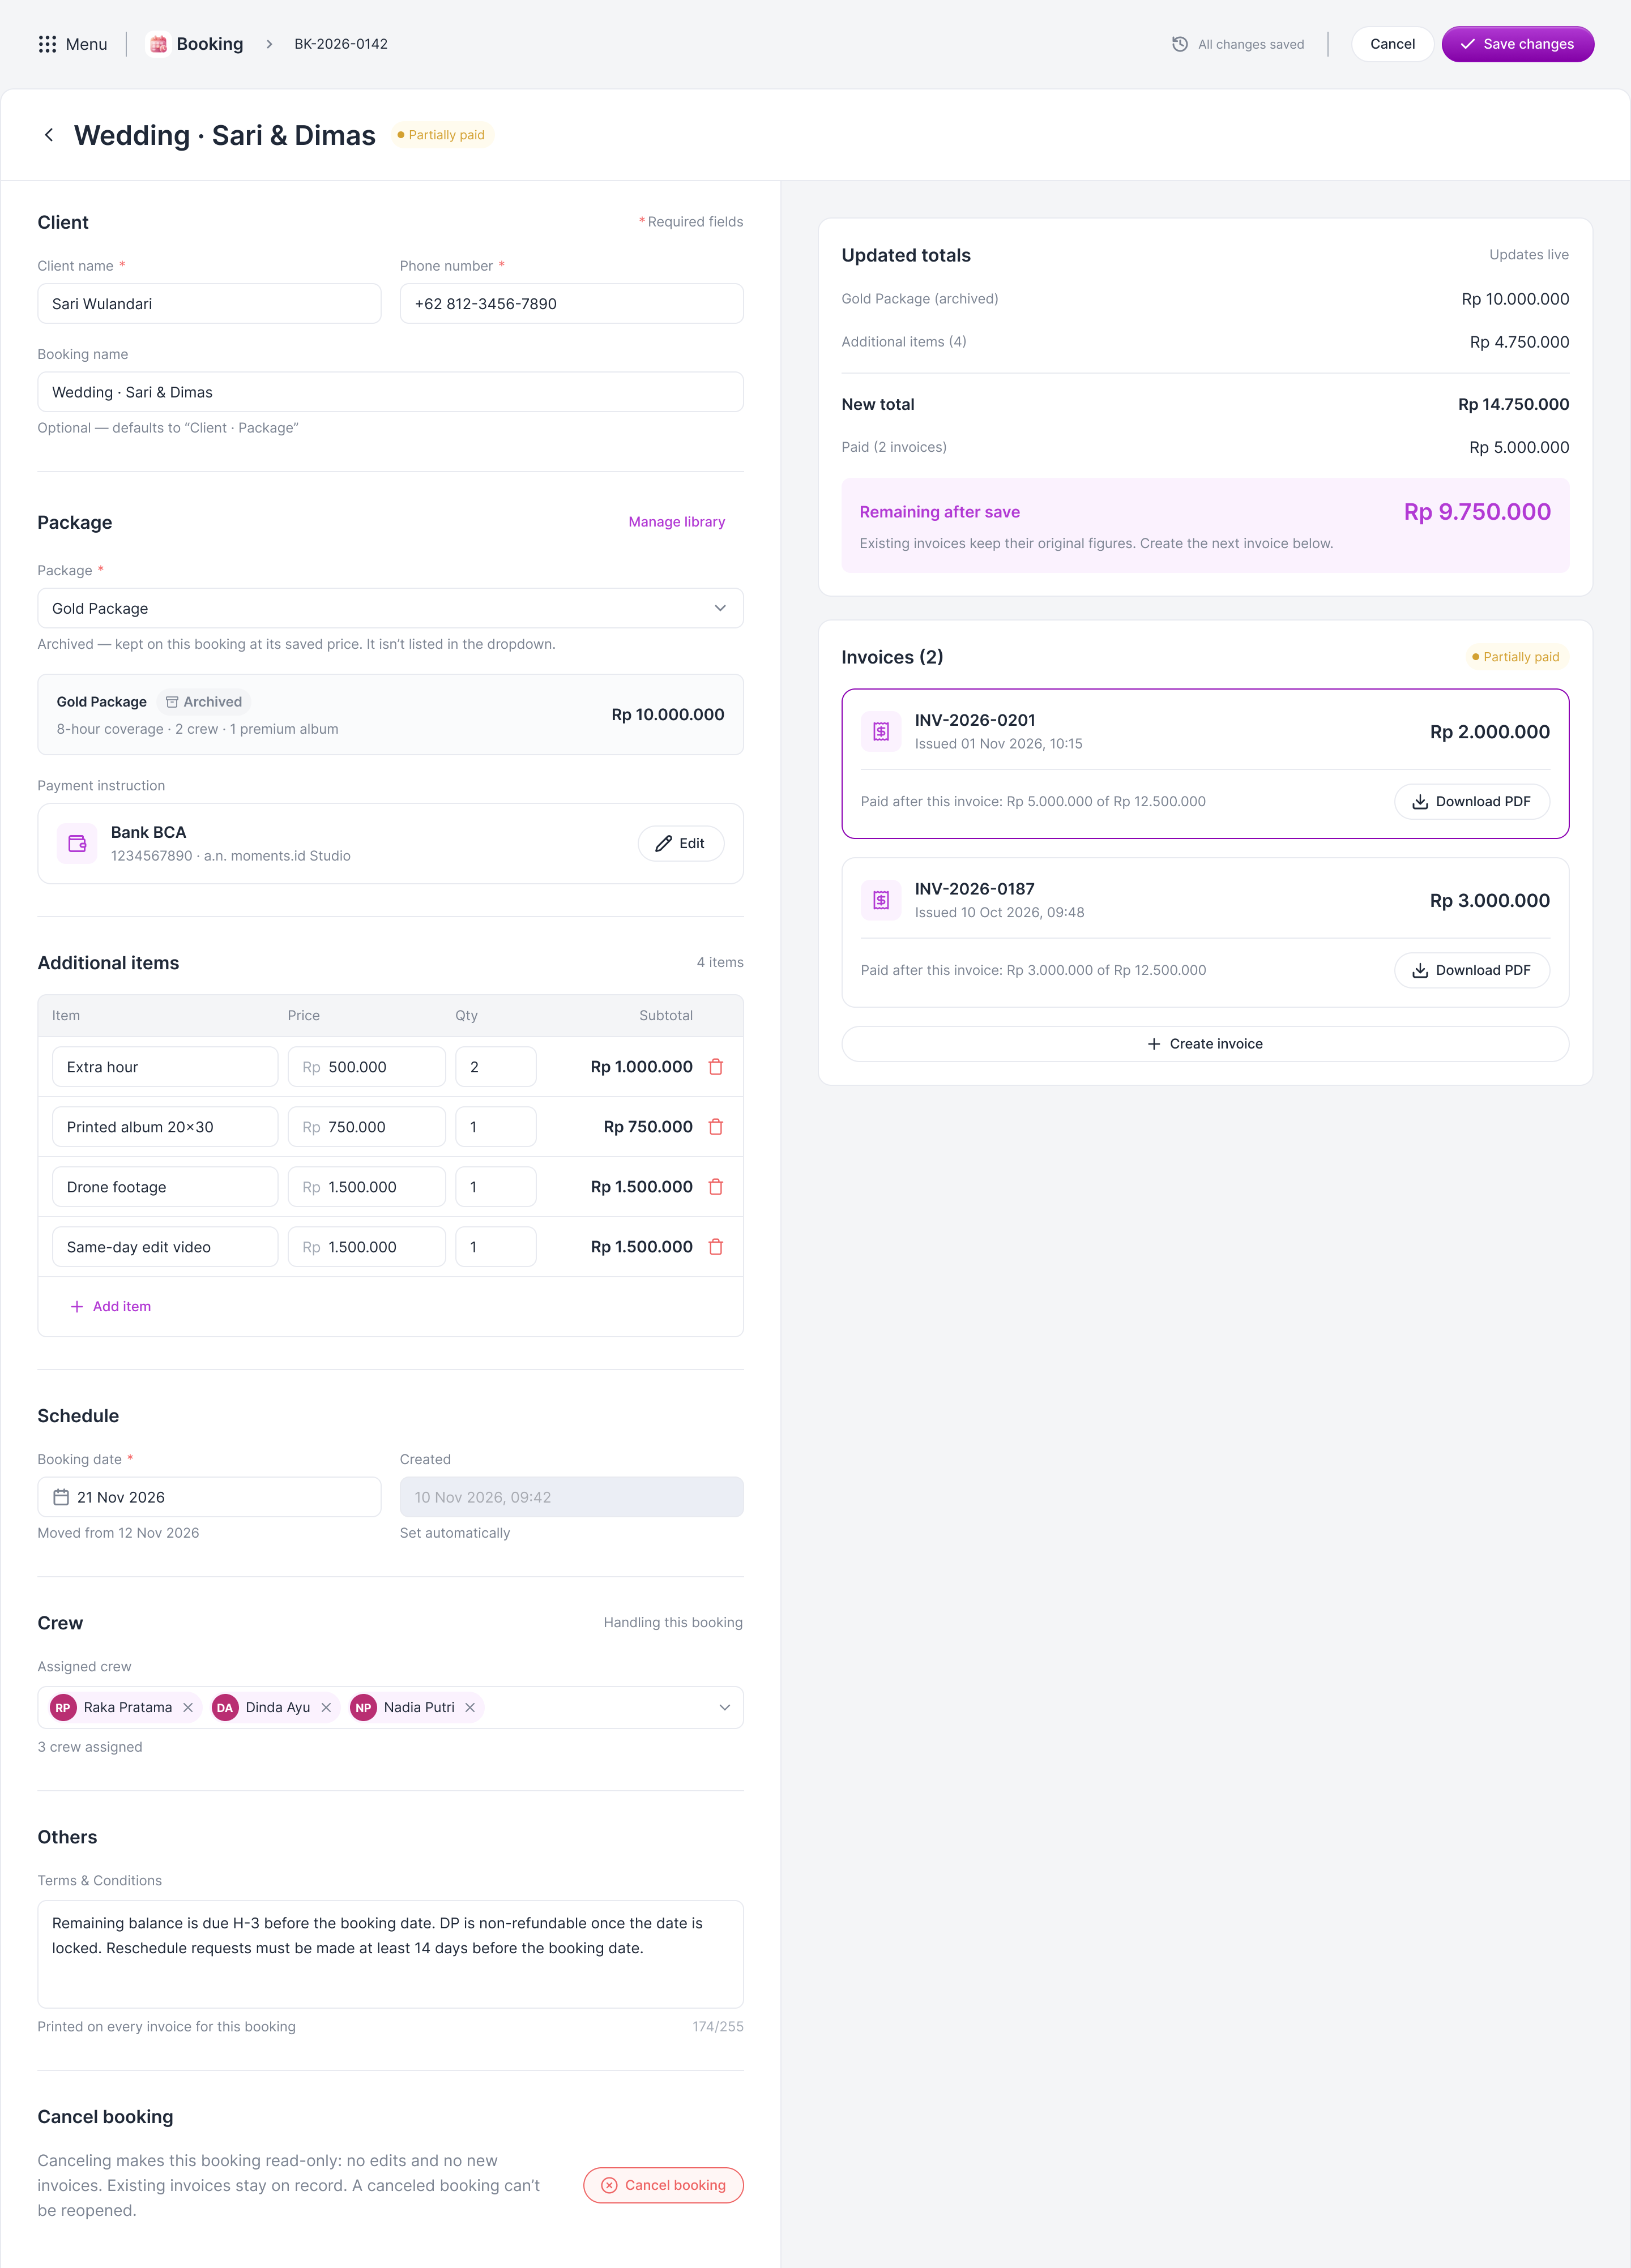 Menu
Booking
BK-2026-0142
All changes saved
Cancel
Save changes
Wedding · Sari & Dimas
Partially paid
Client
* Required fields
Client name *
Phone number *
Sari Wulandari
+62 812-3456-7890
Booking name
Wedding · Sari & Dimas
Optional — defaults to “Client · Package”
Package
Manage library
Package *
Gold Package
Archived — kept on this booking at its saved price. It isn’t listed in the dropdown.
Gold Package
Archived
8-hour coverage · 2 crew · 1 premium album
Rp 10.000.000
Payment instruction
Bank BCA
1234567890 · a.n. moments.id Studio
Edit
Additional items
4 items
Item Price Qty Subtotal
Extra hour Rp 500.000 2 Rp 1.000.000
Printed album 20×30 Rp 750.000 1 Rp 750.000
Drone footage Rp 1.500.000 1 Rp 1.500.000
Same-day edit video Rp 1.500.000 1 Rp 1.500.000
Add item
Schedule
Booking date *
Created
21 Nov 2026
10 Nov 2026, 09:42
Moved from 12 Nov 2026
Set automatically
Crew
Handling this booking
Assigned crew
RP Raka Pratama
DA Dinda Ayu
NP Nadia Putri
3 crew assigned
Others
Terms & Conditions
Remaining balance is due H-3 before the booking date. DP is non-refundable once the date is
locked. Reschedule requests must be made at least 14 days before the booking date.
Printed on every invoice for this booking
174/255
Cancel booking
Canceling makes this booking read-only: no edits and no new
invoices. Existing invoices stay on record. A canceled booking can’t
be reopened.
Cancel booking
Updated totals
Updates live
Gold Package (archived)
Rp 10.000.000
Additional items (4)
Rp 4.750.000
New total
Rp 14.750.000
Paid (2 invoices)
Rp 5.000.000
Remaining after save
Rp 9.750.000
Existing invoices keep their original figures. Create the next invoice below.
Invoices (2)
Partially paid
INV-2026-0201
Issued 01 Nov 2026, 10:15
Rp 2.000.000
Paid after this invoice: Rp 5.000.000 of Rp 12.500.000
Download PDF
INV-2026-0187
Issued 10 Oct 2026, 09:48
Rp 3.000.000
Paid after this invoice: Rp 3.000.000 of Rp 12.500.000
Download PDF
Create invoice